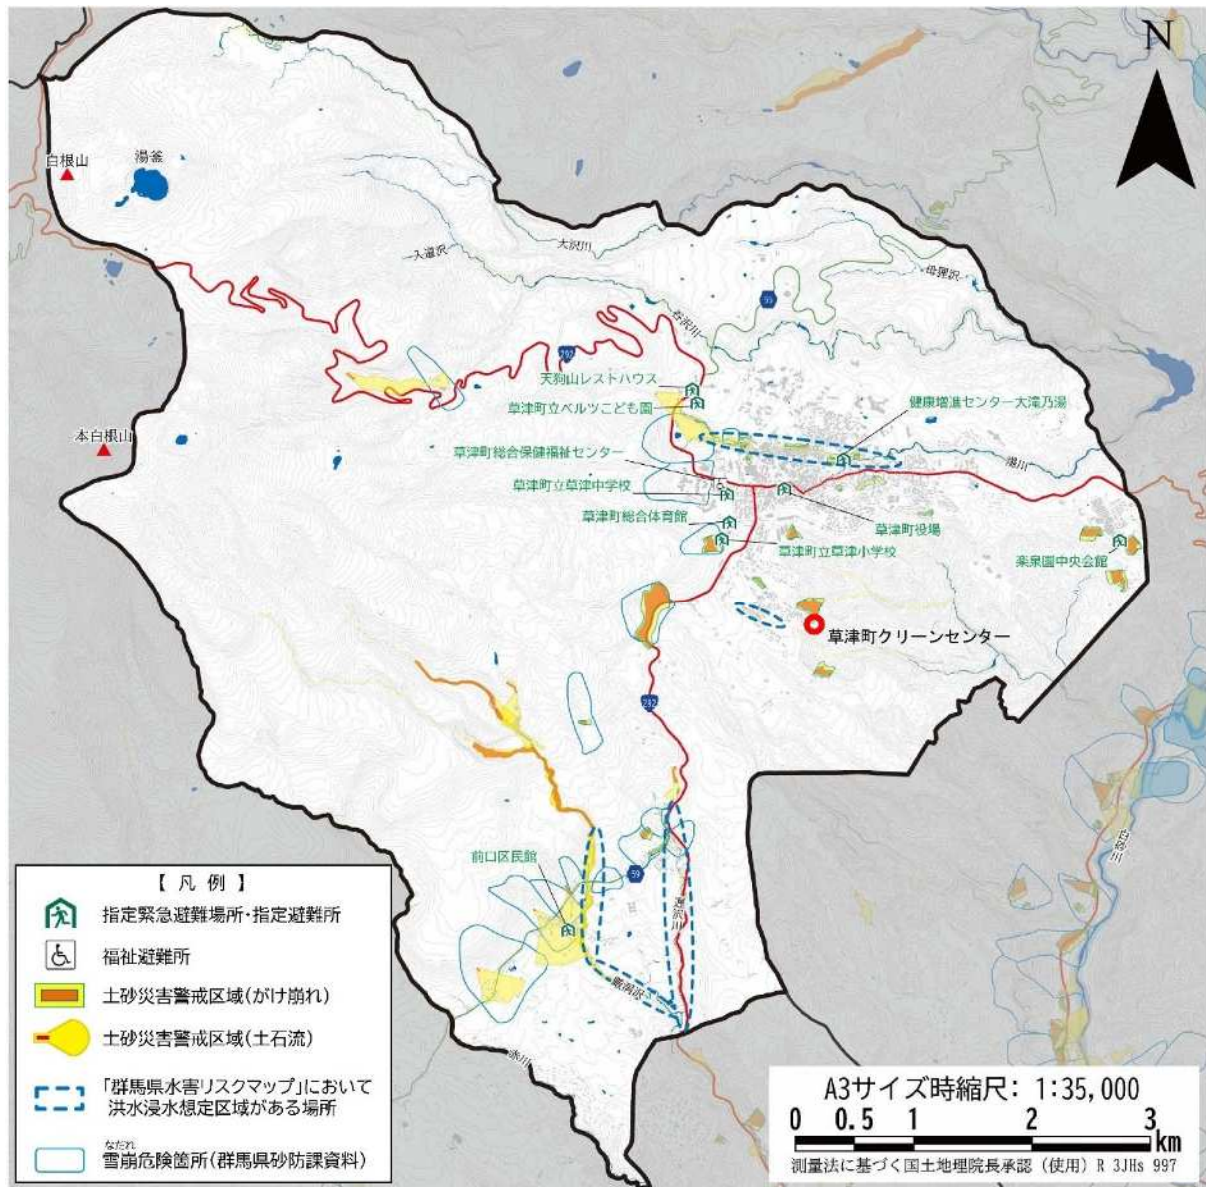 N
白根山
湯釜
大沢川
入道沢
母狸沢
谷沢川
55
292
天狗山レストハウス
草津町立ベルツこども園
健康増進センター大滝乃湯
本白根山
草津町総合保健福祉センター
湯川
草津町立草津中学校
草津町総合体育館
草津町役場
草津町立草津小学校
楽泉園中央会館
草津町クリーンセンター
292
白砂川
前口区民館
59
遅沢川
赤川
【 凡 例 】
指定緊急避難場所・指定避難所
福祉避難所
土砂災害警戒区域(がけ崩れ)
土砂災害警戒区域(土石流)
「群馬県水害リスクマップ」において
洪水浸水想定区域がある場所
なだれ
雪崩危険箇所(群馬県砂防課資料)
A3サイズ時縮尺: 1:35,000
0 0.5 1 2 3
km
測量法に基づく国土地理院長承認（使用）R 3JHs 997